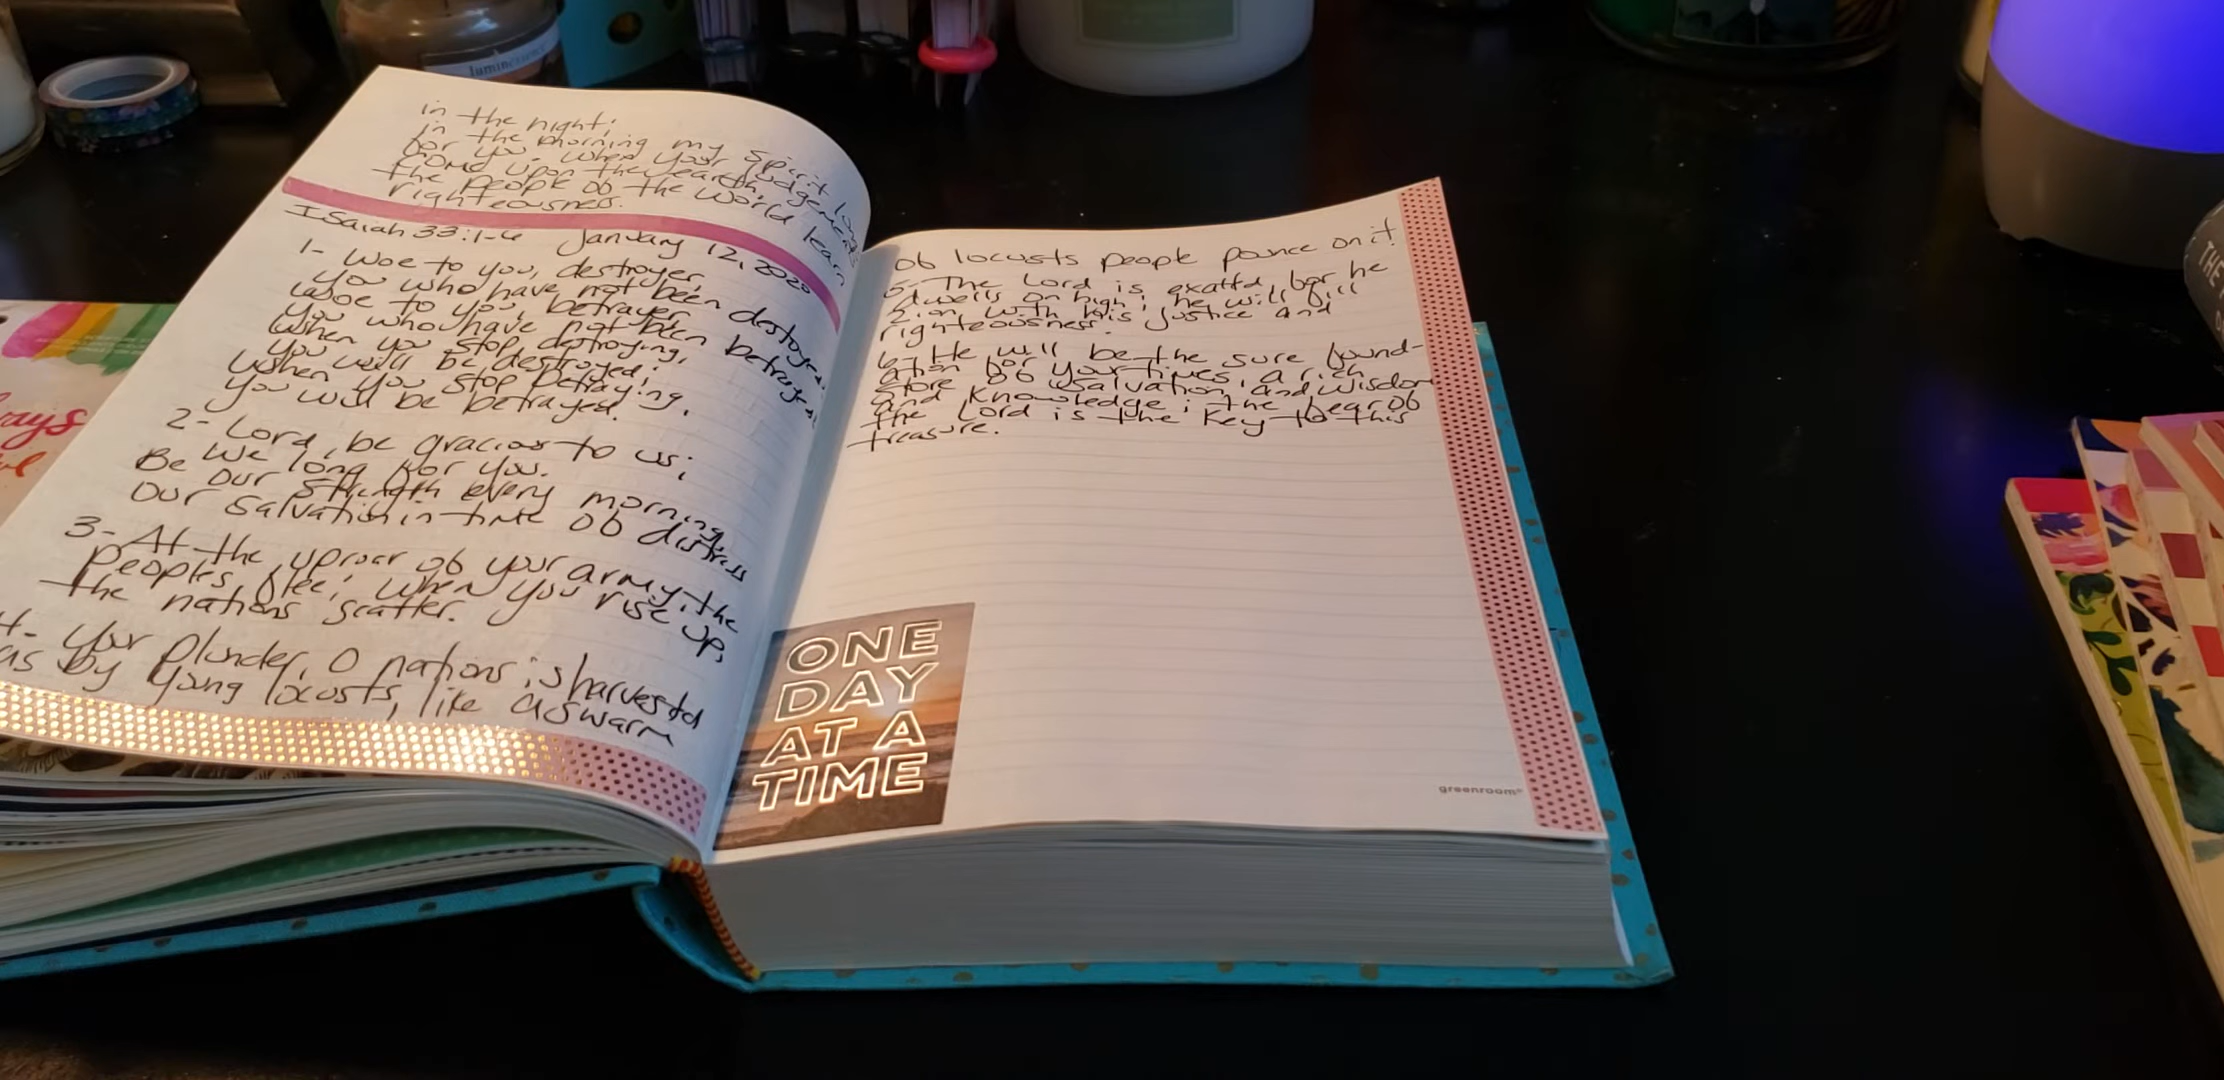 in the night;
in the morning my spirit longs
for you. When your judgements
come upon the earth,
the people of the world learn
righteousness.
Isaiah 33:1-6 January 12, 2020
1- Woe to you, destroyer,
you who have not been destroyed!
Woe to you, betrayer,
you who have not been betrayed!
When you stop destroying,
you will be destroyed;
When you stop betraying,
you will be betrayed.
2- Lord, be gracious to us;
We long for you.
Be our strength every morning,
our salvation in time of distress
3- At the uproar of your army, the
peoples flee; when you rise up,
the nations scatter.
4- Your plunder, O nations is harvested
as by young locusts, like a swarm
of locusts people pounce on it!
5- The Lord is exalted, for he
dwells on high; he will fill
Zion with his justice and
righteousness.
6- He will be the sure found-
ation for your times, a rich
store of salvation and wisdom
and knowledge; the fear of
the Lord is the key to this
treasure.
ONE
DAY
AT A
TIME
greenroom
THE